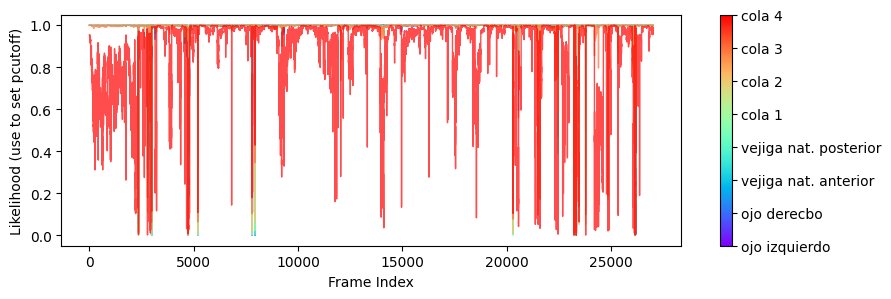 Likelihood (use to set pcutoff)
1.0
0.8
0.6
0.4
0.2
0.0
0
5000
10000
15000
20000
25000
Frame Index
cola 4
cola 3
cola 2
cola 1
vejiga nat. posterior
vejiga nat. anterior
ojo derecbo
ojo izquierdo